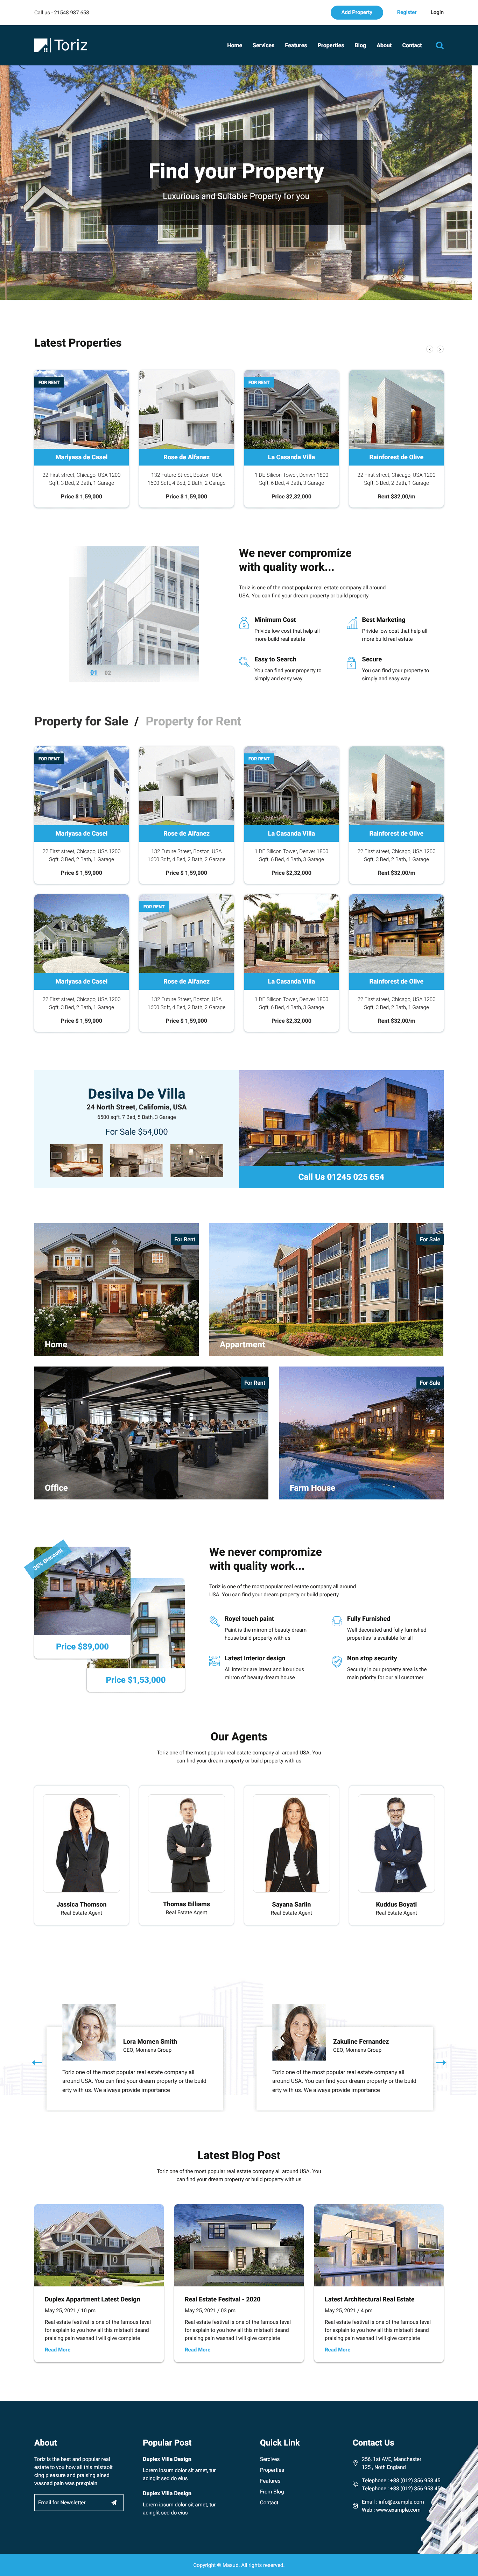 Call us - 21548 987 658
Add Property Register Login
Toriz
Home Services Features Properties Blog About Contact
Find your Property
Luxurious and Suitable Property for you
Latest Properties
FOR RENT
Mariyasa de Casel
22 First street, Chicago, USA 1200
Sqft, 3 Bed, 2 Bath, 1 Garage
Price $ 1,59,000
Rose de Alfanez
132 Future Street, Boston, USA
1600 Sqft, 4 Bed, 2 Bath, 2 Garage
Price $ 1,59,000
FOR RENT
La Casanda Villa
1 DE Silicon Tower, Denver 1800
Sqft, 6 Bed, 4 Bath, 3 Garage
Price $2,32,000
Rainforest de Olive
22 First street, Chicago, USA 1200
Sqft, 3 Bed, 2 Bath, 1 Garage
Rent $32,00/m
01 02
We never compromize
with quality work...
Toriz is one of the most popular real estate company all around
USA. You can find your dream property or build property
Minimum Cost
Privide low cost that help all
more build real estate
Best Marketing
Privide low cost that help all
more build real estate
Easy to Search
You can find your property to
simply and easy way
Secure
You can find your property to
simply and easy way
Property for Sale / Property for Rent
FOR RENT
Mariyasa de Casel
22 First street, Chicago, USA 1200
Sqft, 3 Bed, 2 Bath, 1 Garage
Price $ 1,59,000
Rose de Alfanez
132 Future Street, Boston, USA
1600 Sqft, 4 Bed, 2 Bath, 2 Garage
Price $ 1,59,000
FOR RENT
La Casanda Villa
1 DE Silicon Tower, Denver 1800
Sqft, 6 Bed, 4 Bath, 3 Garage
Price $2,32,000
Rainforest de Olive
22 First street, Chicago, USA 1200
Sqft, 3 Bed, 2 Bath, 1 Garage
Rent $32,00/m
Mariyasa de Casel
22 First street, Chicago, USA 1200
Sqft, 3 Bed, 2 Bath, 1 Garage
Price $ 1,59,000
FOR RENT
Rose de Alfanez
132 Future Street, Boston, USA
1600 Sqft, 4 Bed, 2 Bath, 2 Garage
Price $ 1,59,000
La Casanda Villa
1 DE Silicon Tower, Denver 1800
Sqft, 6 Bed, 4 Bath, 3 Garage
Price $2,32,000
Rainforest de Olive
22 First street, Chicago, USA 1200
Sqft, 3 Bed, 2 Bath, 1 Garage
Rent $32,00/m
Desilva De Villa
24 North Street, California, USA
6500 sqft, 7 Bed, 5 Bath, 3 Garage
For Sale $54,000
Call Us 01245 025 654
For Rent
Home
For Sale
Appartment
For Rent
Office
For Sale
Farm House
35% Discount
Price $89,000
Price $1,53,000
We never compromize
with quality work...
Toriz is one of the most popular real estate company all around
USA. You can find your dream property or build property
Royel touch paint
Paint is the mirron of beauty dream
house build property with us
Fully Furnished
Well decorated and fully furnished
properties is available for all
Latest Interior design
All interior are latest and luxurious
mirron of beauty dream house
Non stop security
Security in our property area is the
main priority for our all cusotmer
Our Agents
Toriz one of the most popular real estate company all around USA. You
can find your dream property or build property with us
Jassica Thomson
Real Estate Agent
Thomas Eilliams
Real Estate Agent
Sayana Sarlin
Real Estate Agent
Kuddus Boyati
Real Estate Agent
Lora Momen Smith
CEO, Momens Group
Toriz one of the most popular real estate company all
around USA. You can find your dream property or the build
erty with us. We always provide importance
Zakuline Fernandez
CEO, Momens Group
Toriz one of the most popular real estate company all
around USA. You can find your dream property or the build
erty with us. We always provide importance
Latest Blog Post
Toriz one of the most popular real estate company all around USA. You
can find your dream property or build property with us
Duplex Appartment Latest Design
May 25, 2021 / 10 pm
Real estate festival is one of the famous feval
for explain to you how all this mistaolt deand
praising pain wasnad I will give complete
Read More
Real Estate Fesitval - 2020
May 25, 2021 / 03 pm
Real estate festival is one of the famous feval
for explain to you how all this mistaolt deand
praising pain wasnad I will give complete
Read More
Latest Architectural Real Estate
May 25, 2021 / 4 pm
Real estate festival is one of the famous feval
for explain to you how all this mistaolt deand
praising pain wasnad I will give complete
Read More
About
Toriz is the best and popular real
estate to you how all this mistaolt
cing pleasure and praising pined
wasnad pain was prexplain
Email for Newsletter
Popular Post
Duplex Villa Design
Lorem ipsum dolor sit amet, tur
acinglit sed do eius
Duplex Villa Design
Lorem ipsum dolor sit amet, tur
acinglit sed do eius
Quick Link
Sercives
Properties
Features
From Blog
Contact
Contact Us
256, 1st AVE, Manchester
125 , Noth England
Telephone : +88 (012) 356 958 45
Telephone : +88 (012) 356 958 45
Email : info@example.com
Web : www.example.com
Copyright © Masud. All rights reserved.